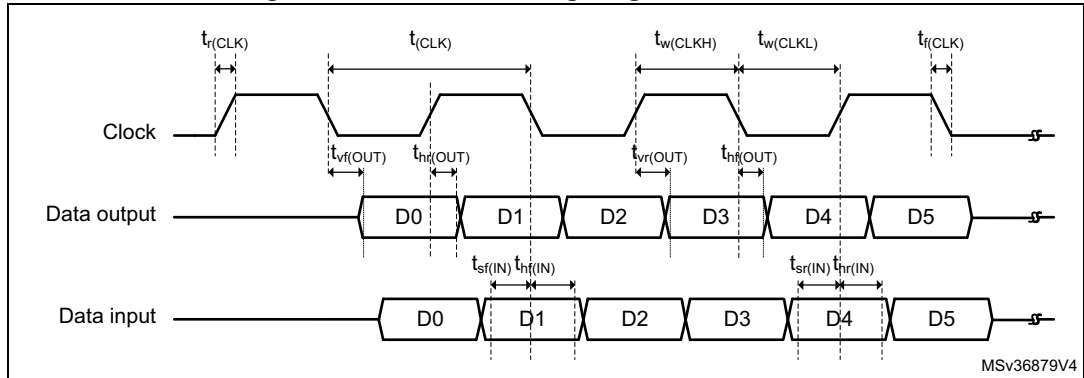 tr(CLK) t(CLK) tw(CLKH) tw(CLKL) tf(CLK)
Clock
tvf(OUT) thr(OUT) tvr(OUT) thf(OUT)
Data output D0 D1 D2 D3 D4 D5
tsf(IN) thf(IN) tsr(IN) thr(IN)
Data input D0 D1 D2 D3 D4 D5
MSv36879V4